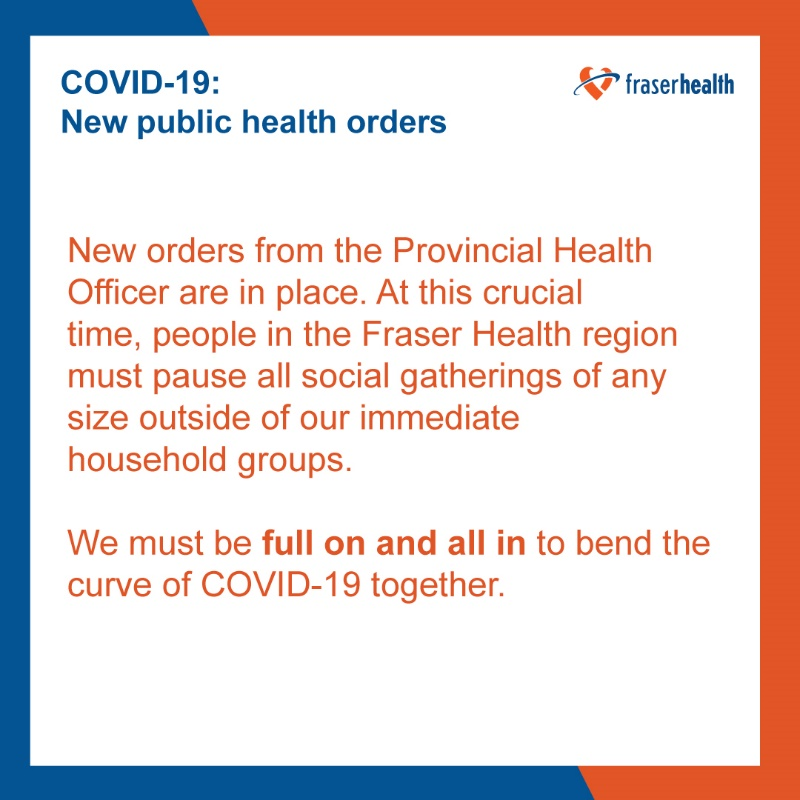 COVID-19:
New public health orders
fraserhealth
New orders from the Provincial Health
Officer are in place. At this crucial
time, people in the Fraser Health region
must pause all social gatherings of any
size outside of our immediate
household groups.
We must be full on and all in to bend the
curve of COVID-19 together.